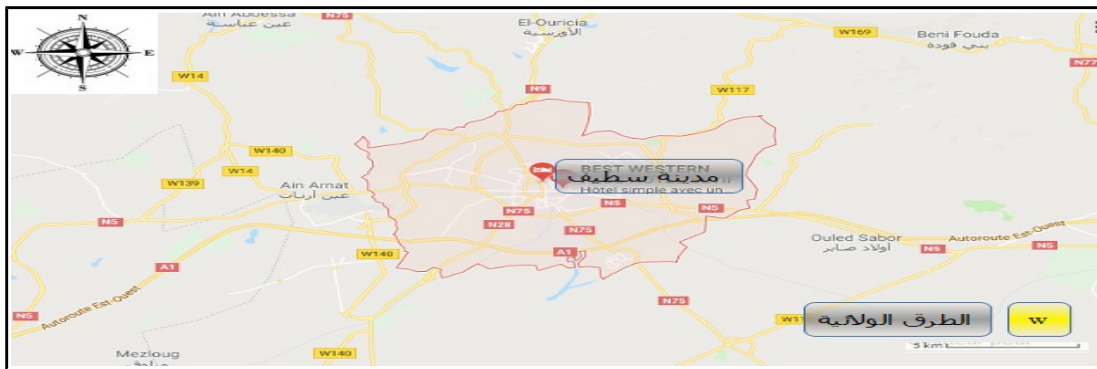 N
W
E
S
Ain Abbessa
عين عباسة
N75
El-Ouricia
الأورسية
W169
Beni Fouda
بني فودة
N77
W14
N9
W117
W140
W14
W139
Ain Arnat
عين أرنات
BEST WESTERN
مدينة سطيف
Hôtel simple avec un
N5
N75
N5
N5
N28
N75
Ouled Sabor
أولاد صابر
N5
Autoroute Est-Ouest
N5
A1
W140
A1
N75
N5
Autoroute Est-Ouest
الطرق الولائية
W
5 km
Mezloug
W140